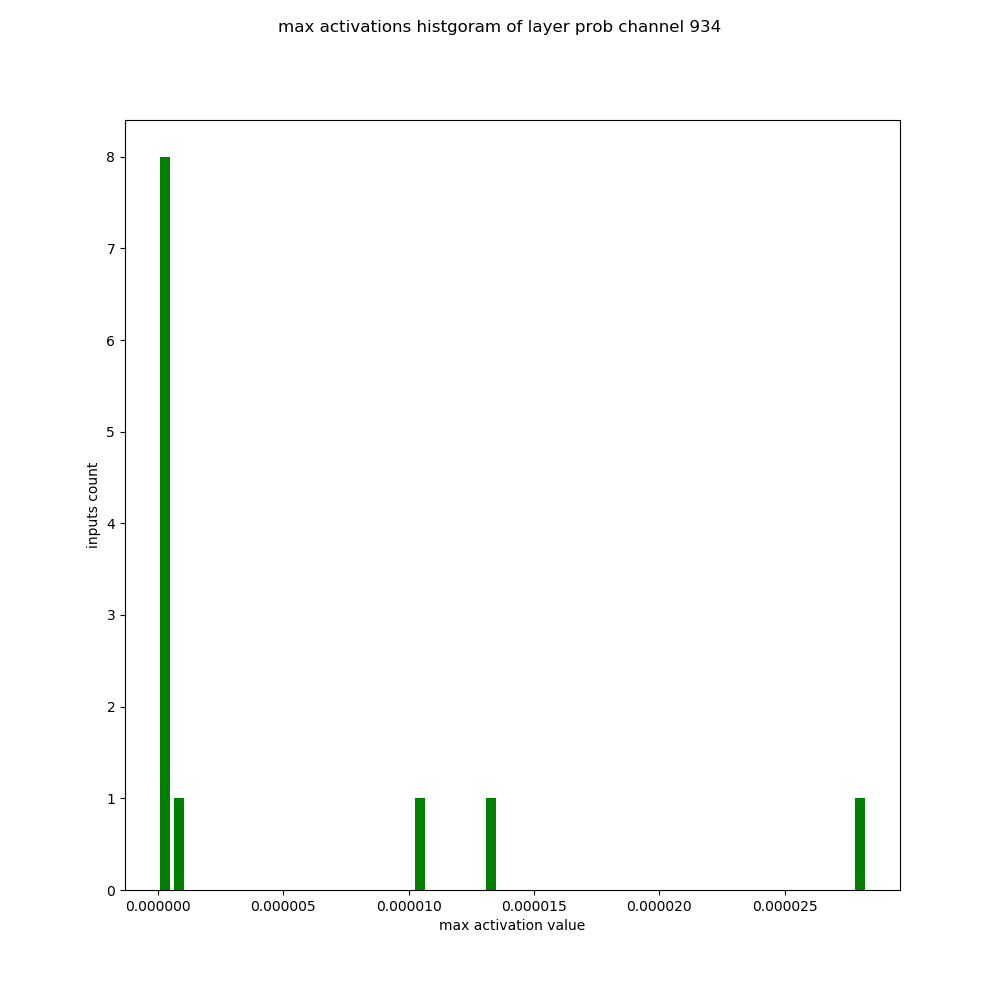 max activations histgoram of layer prob channel 934
8
7
6
5
4
3
2
1
0
inputs count
0.000000 0.000005 0.000010 0.000015 0.000020 0.000025
max activation value